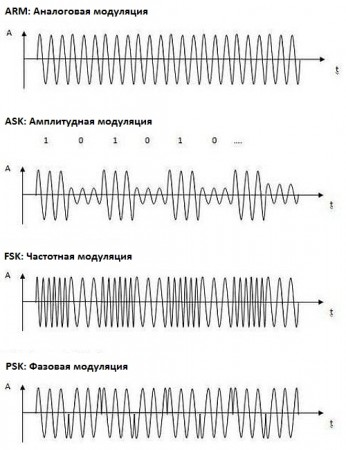 ARM: Аналоговая модуляция
A
t
ASK: Амплитудная модуляция
1 0 1 0 1 0 ....
A
t
FSK: Частотная модуляция
A
t
PSK: Фазовая модуляция
A
t